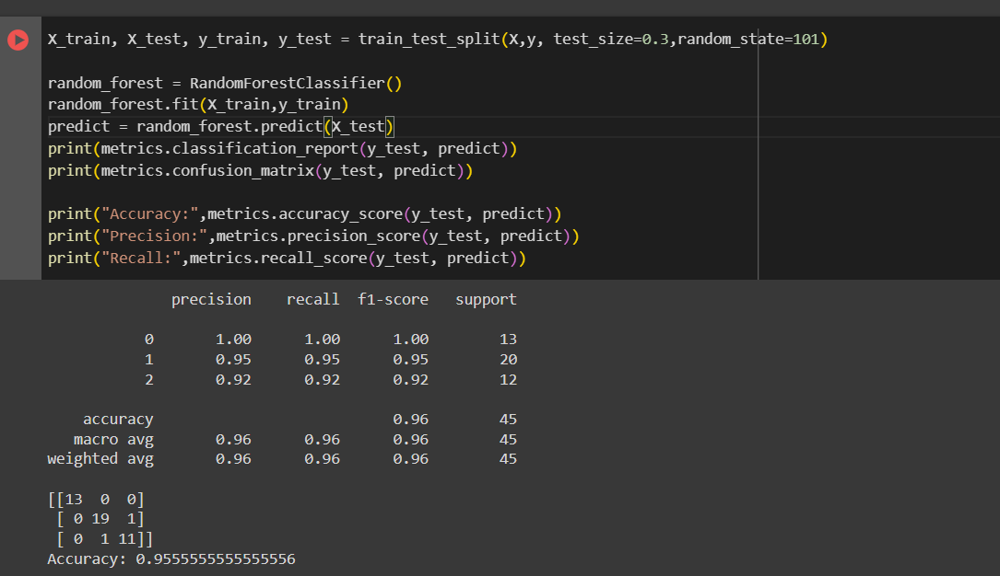 X_train, X_test, y_train, y_test = train_test_split(X,y, test_size=0.3,random_state=101)
random_forest = RandomForestClassifier()
random_forest.fit(X_train,y_train)
predict = random_forest.predict(X_test)
print(metrics.classification_report(y_test, predict))
print(metrics.confusion_matrix(y_test, predict))
print("Accuracy:",metrics.accuracy_score(y_test, predict))
print("Precision:",metrics.precision_score(y_test, predict))
print("Recall:",metrics.recall_score(y_test, predict))
precision recall f1-score support
0 1.00 1.00 1.00 13
1 0.95 0.95 0.95 20
2 0.92 0.92 0.92 12
accuracy 0.96 45
macro avg 0.96 0.96 0.96 45
weighted avg 0.96 0.96 0.96 45
[[13 0 0]
[ 0 19 1]
[ 0 1 11]]
Accuracy: 0.9555555555555556